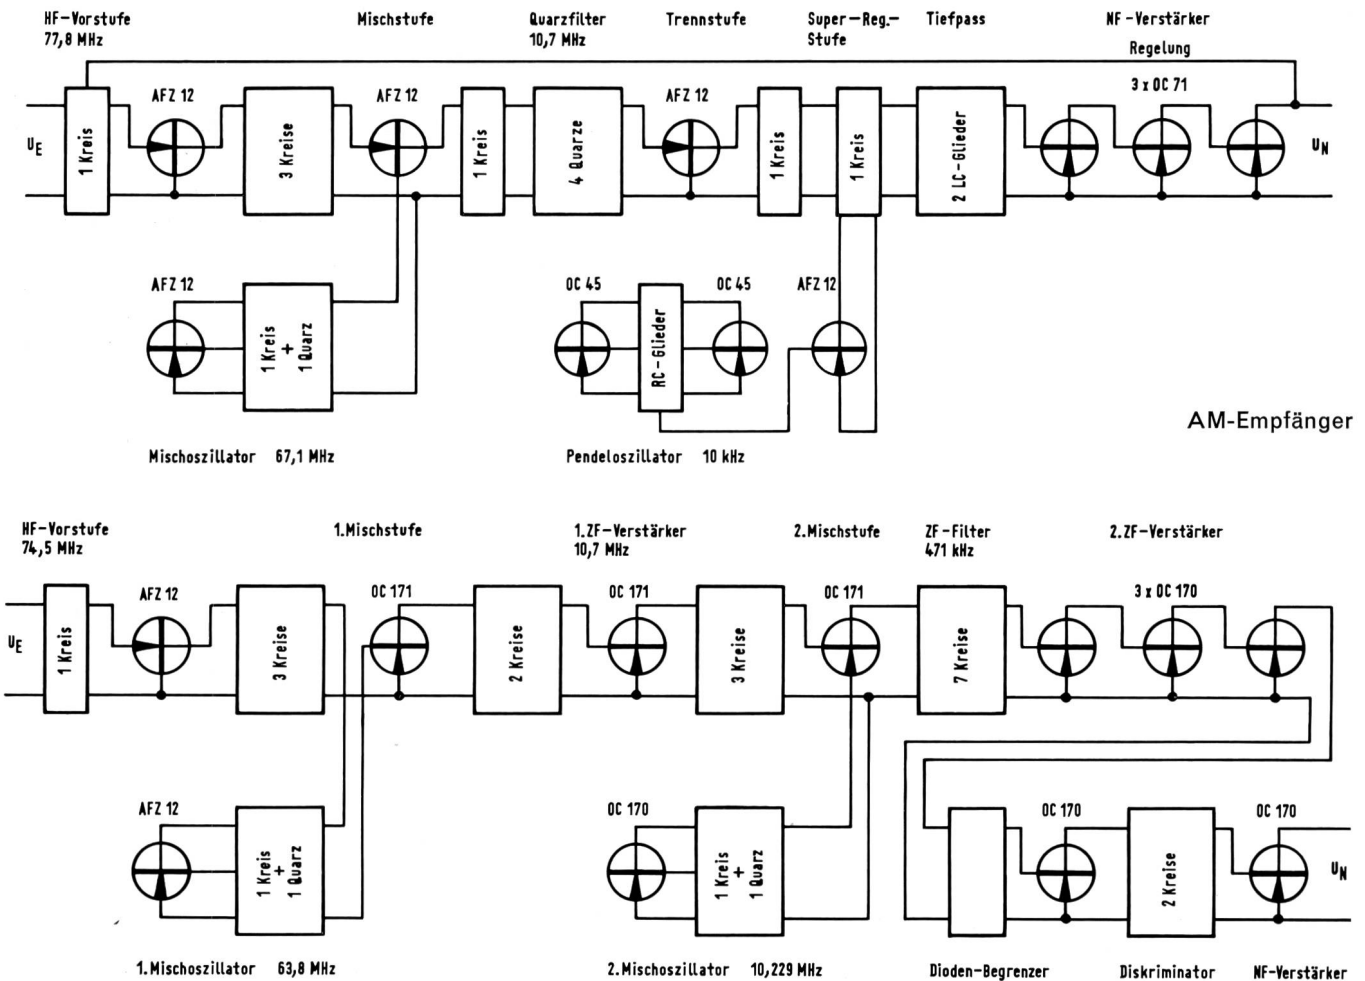 HF-Vorstufe
77,8 MHz
Mischstufe
Quarzfilter
10,7 MHz
Trennstufe
Super-Reg.-
Stufe
Tiefpass
NF-Verstärker
Regelung
3 x OC 71
AFZ 12
AFZ 12
AFZ 12
UE
1 Kreis
3 Kreise
1 Kreis
4 Quarze
1 Kreis
1 Kreis
2 LC-Glieder
UN
AFZ 12
1 Kreis
+
1 Quarz
OC 45
RC-Glieder
OC 45
AFZ 12
AM-Empfänger
Mischoszillator 67,1 MHz
Pendeloszillator 10 kHz
HF-Vorstufe
74,5 MHz
1.Mischstufe
1.ZF-Verstärker
10,7 MHz
2.Mischstufe
ZF-Filter
471 kHz
2.ZF-Verstärker
AFZ 12
OC 171
OC 171
OC 171
3 x OC 170
UE
1 Kreis
3 Kreise
2 Kreise
3 Kreise
7 Kreise
AFZ 12
1 Kreis
+
1 Quarz
OC 170
1 Kreis
+
1 Quarz
OC 170
2 Kreise
OC 170
UN
1.Mischoszillator 63,8 MHz
2.Mischoszillator 10,229 MHz
Dioden-Begrenzer
Diskriminator
NF-Verstärker